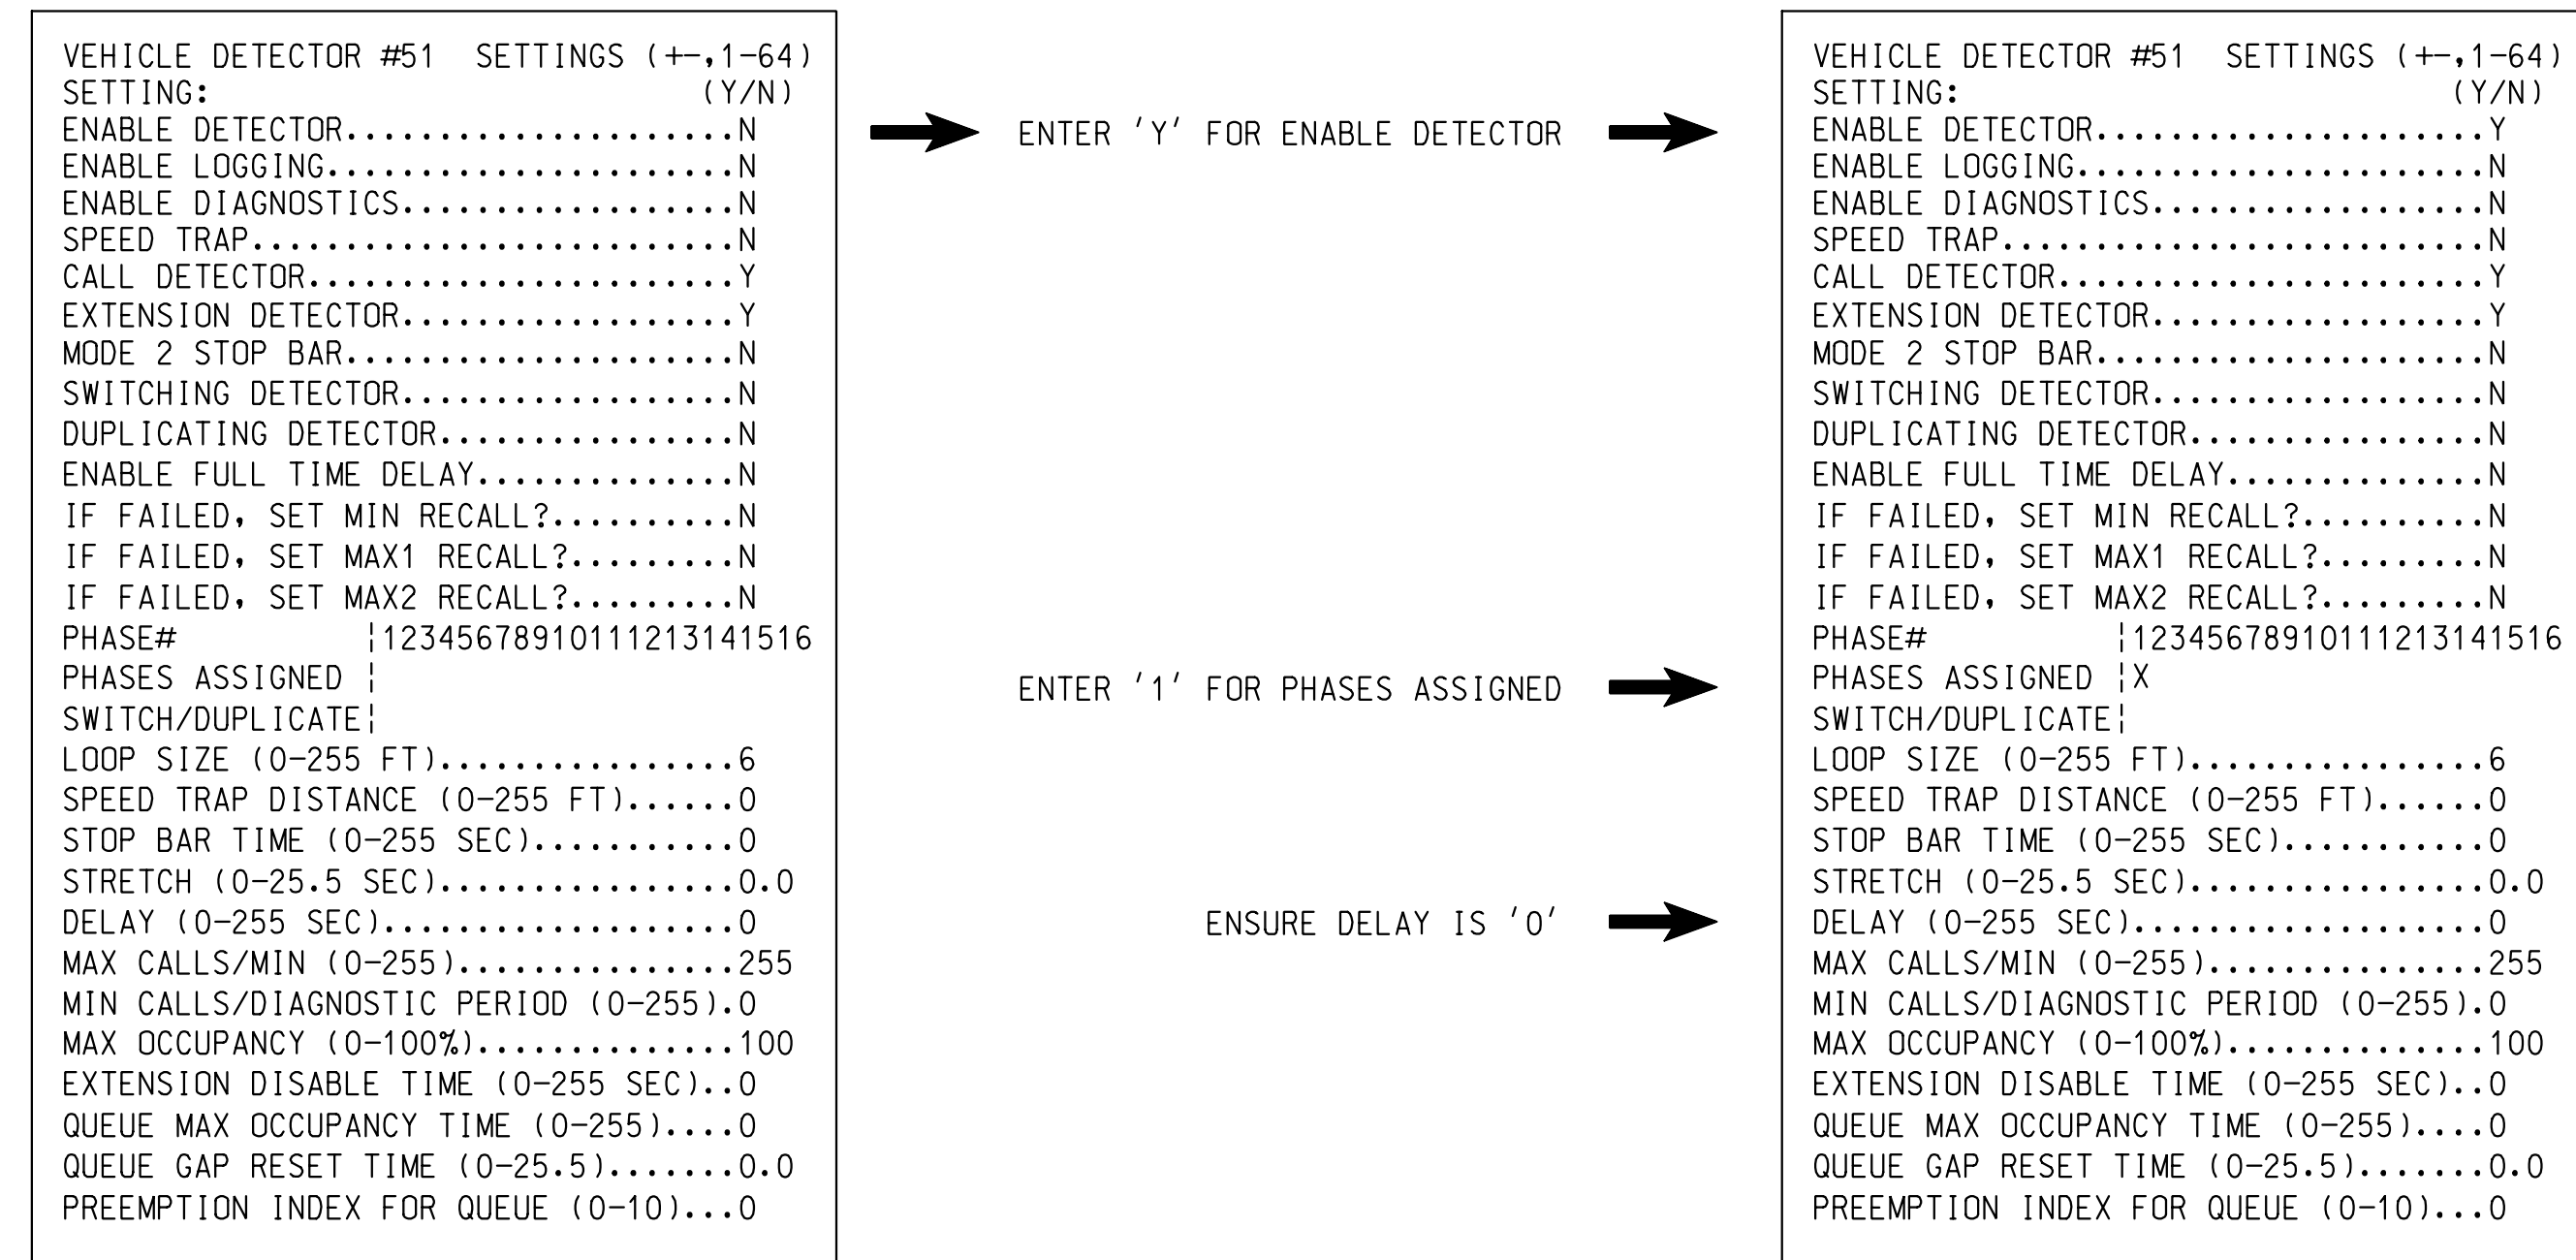 VEHICLE DETECTOR #51 SETTINGS (+-,1-64)
SETTING: (Y/N)
ENABLE DETECTOR.....................N
ENABLE LOGGING......................N
ENABLE DIAGNOSTICS..................N
SPEED TRAP..........................N
CALL DETECTOR.......................Y
EXTENSION DETECTOR..................Y
MODE 2 STOP BAR.....................N
SWITCHING DETECTOR..................N
DUPLICATING DETECTOR................N
ENABLE FULL TIME DELAY..............N
IF FAILED, SET MIN RECALL?..........N
IF FAILED, SET MAX1 RECALL?.........N
IF FAILED, SET MAX2 RECALL?.........N
PHASE# ¦12345678910111213141516
PHASES ASSIGNED ¦
SWITCH/DUPLICATE¦
LOOP SIZE (0-255 FT)................6
SPEED TRAP DISTANCE (0-255 FT)......0
STOP BAR TIME (0-255 SEC)...........0
STRETCH (0-25.5 SEC)................0.0
DELAY (0-255 SEC)...................0
MAX CALLS/MIN (0-255)...............255
MIN CALLS/DIAGNOSTIC PERIOD (0-255).0
MAX OCCUPANCY (0-100%)..............100
EXTENSION DISABLE TIME (0-255 SEC)..0
QUEUE MAX OCCUPANCY TIME (0-255)....0
QUEUE GAP RESET TIME (0-25.5).......0.0
PREEMPTION INDEX FOR QUEUE (0-10)...0
ENTER 'Y' FOR ENABLE DETECTOR
ENTER '1' FOR PHASES ASSIGNED
ENSURE DELAY IS '0'
VEHICLE DETECTOR #51 SETTINGS (+-,1-64)
SETTING: (Y/N)
ENABLE DETECTOR.....................Y
ENABLE LOGGING......................N
ENABLE DIAGNOSTICS..................N
SPEED TRAP..........................N
CALL DETECTOR.......................Y
EXTENSION DETECTOR..................Y
MODE 2 STOP BAR.....................N
SWITCHING DETECTOR..................N
DUPLICATING DETECTOR................N
ENABLE FULL TIME DELAY..............N
IF FAILED, SET MIN RECALL?..........N
IF FAILED, SET MAX1 RECALL?.........N
IF FAILED, SET MAX2 RECALL?.........N
PHASE# ¦12345678910111213141516
PHASES ASSIGNED ¦X
SWITCH/DUPLICATE¦
LOOP SIZE (0-255 FT)................6
SPEED TRAP DISTANCE (0-255 FT)......0
STOP BAR TIME (0-255 SEC)...........0
STRETCH (0-25.5 SEC)................0.0
DELAY (0-255 SEC)...................0
MAX CALLS/MIN (0-255)...............255
MIN CALLS/DIAGNOSTIC PERIOD (0-255).0
MAX OCCUPANCY (0-100%)..............100
EXTENSION DISABLE TIME (0-255 SEC)..0
QUEUE MAX OCCUPANCY TIME (0-255)....0
QUEUE GAP RESET TIME (0-25.5).......0.0
PREEMPTION INDEX FOR QUEUE (0-10)...0